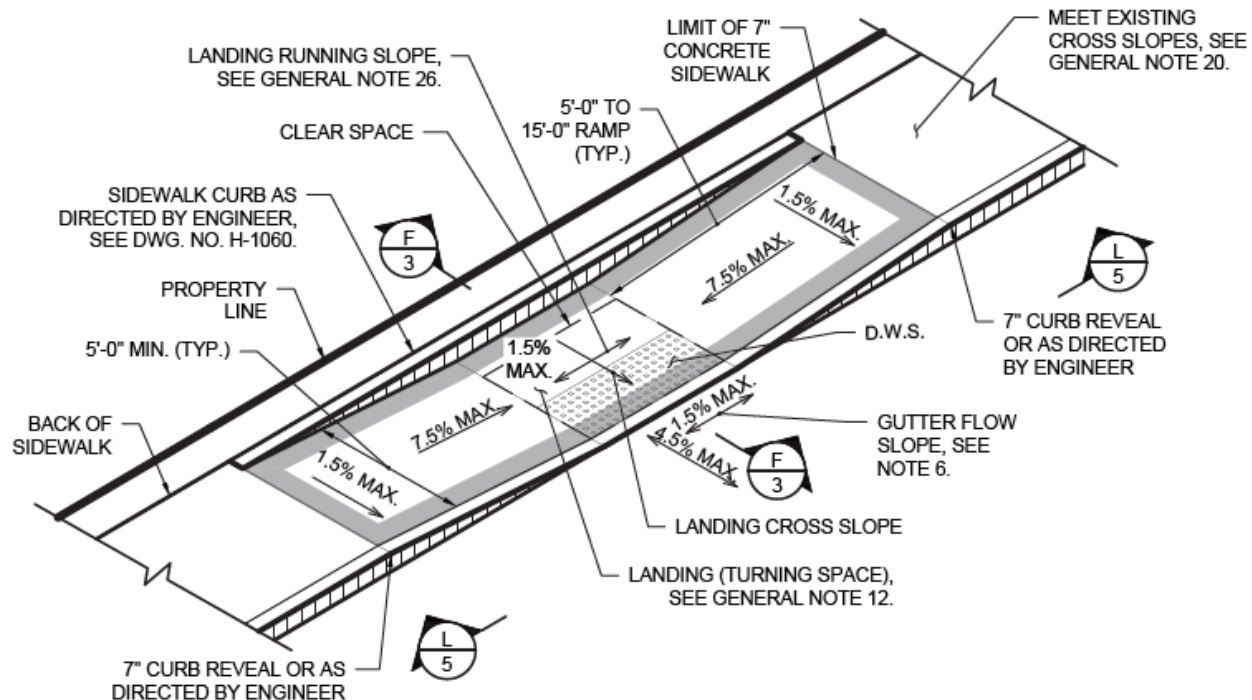 MEET EXISTING
CROSS SLOPES, SEE
GENERAL NOTE 20.
LIMIT OF 7"
CONCRETE
SIDEWALK
LANDING RUNNING SLOPE,
SEE GENERAL NOTE 26.
5'-0" TO
15'-0" RAMP
(TYP.)
CLEAR SPACE
SIDEWALK CURB AS
DIRECTED BY ENGINEER,
SEE DWG. NO. H-1060.
F
3
1.5% MAX.
7.5% MAX.
L
5
PROPERTY
LINE
5'-0" MIN. (TYP.)
1.5%
MAX.
D.W.S.
7" CURB REVEAL
OR AS DIRECTED
BY ENGINEER
BACK OF
SIDEWALK
7.5% MAX.
1.5% MAX.
1.5% MAX.
4.5% MAX.
GUTTER FLOW
SLOPE, SEE
NOTE 6.
F
3
LANDING CROSS SLOPE
LANDING (TURNING SPACE),
SEE GENERAL NOTE 12.
L
5
7" CURB REVEAL OR AS
DIRECTED BY ENGINEER